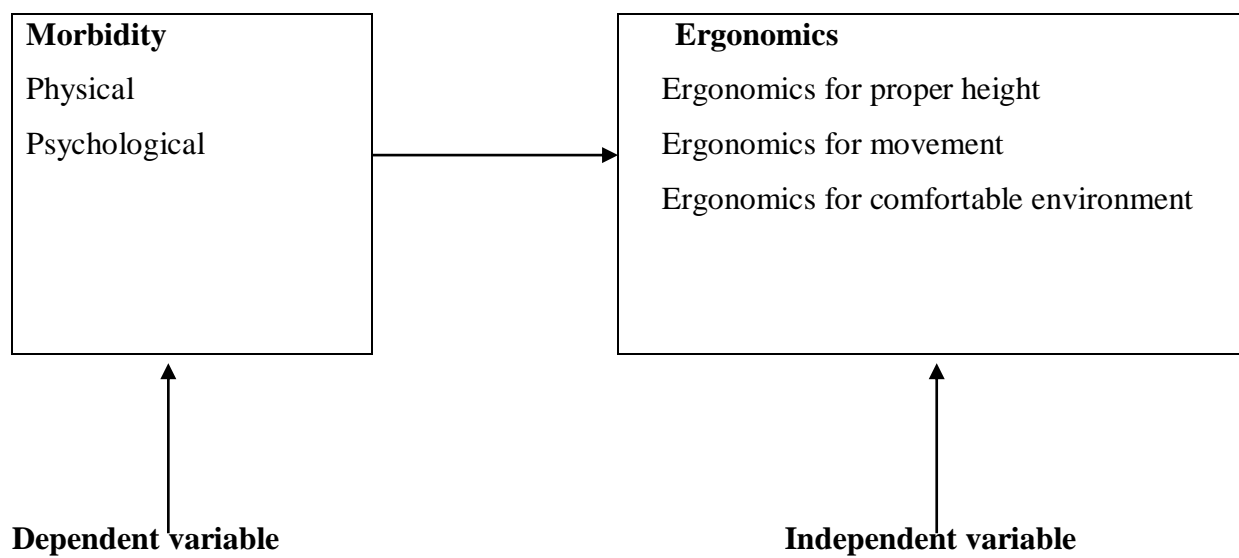 Morbidity
Physical
Psychological
Ergonomics
Ergonomics for proper height
Ergonomics for movement
Ergonomics for comfortable environment
Dependent variable
Independent variable